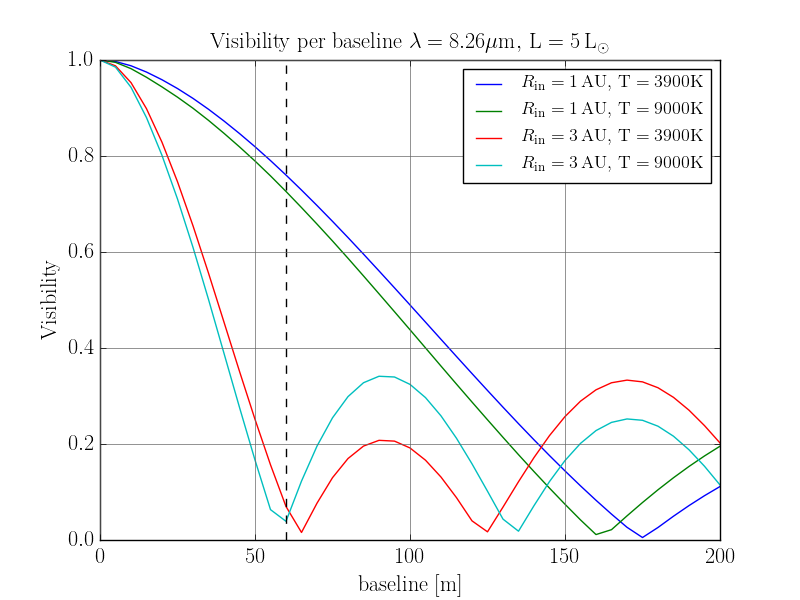 Visibility per baseline λ = 8.26μm, L = 5 L⊙
R_in = 1 AU, T = 3900K
R_in = 1 AU, T = 9000K
R_in = 3 AU, T = 3900K
R_in = 3 AU, T = 9000K
Visibility
1.0
0.8
0.6
0.4
0.2
0.0
0 50 100 150 200
baseline [m]